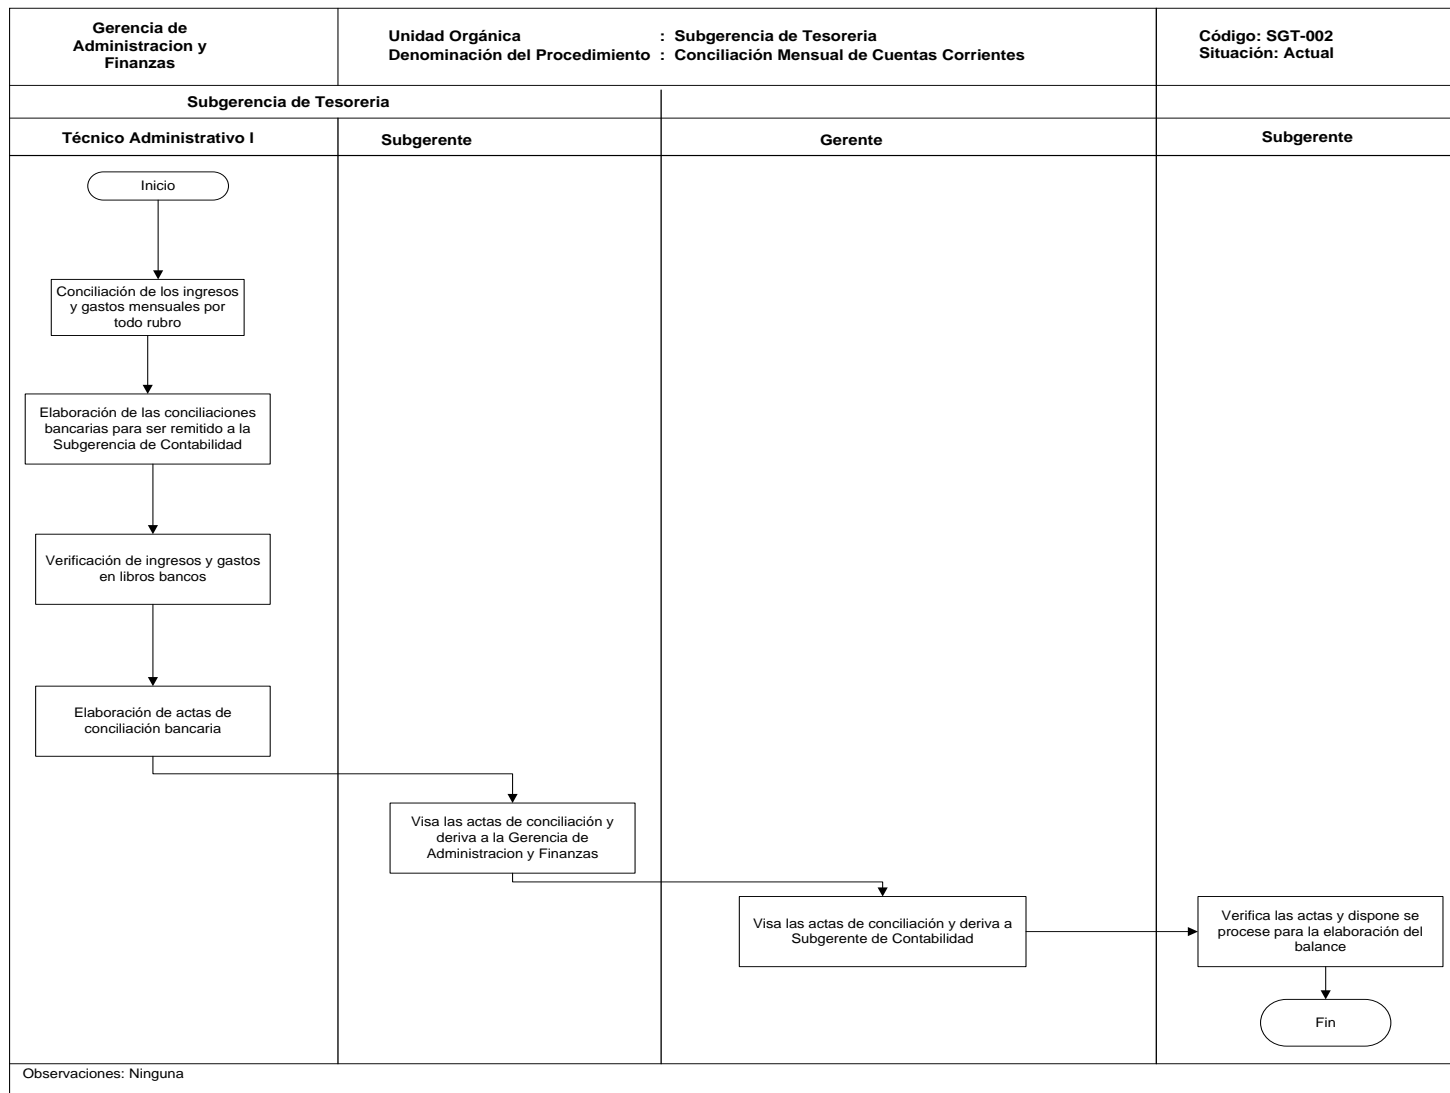 Gerencia de
Administracion y
Finanzas
Unidad Orgánica : Subgerencia de Tesoreria
Denominación del Procedimiento : Conciliación Mensual de Cuentas Corrientes
Código: SGT-002
Situación: Actual
Subgerencia de Tesoreria
Técnico Administrativo I
Subgerente
Gerente
Subgerente
Inicio
Conciliación de los ingresos
y gastos mensuales por
todo rubro
Elaboración de las conciliaciones
bancarias para ser remitido a la
Subgerencia de Contabilidad
Verificación de ingresos y gastos
en libros bancos
Elaboración de actas de
conciliación bancaria
Visa las actas de conciliación y
deriva a la Gerencia de
Administracion y Finanzas
Visa las actas de conciliación y deriva a
Subgerente de Contabilidad
Verifica las actas y dispone se
procese para la elaboración del
balance
Fin
Observaciones: Ninguna